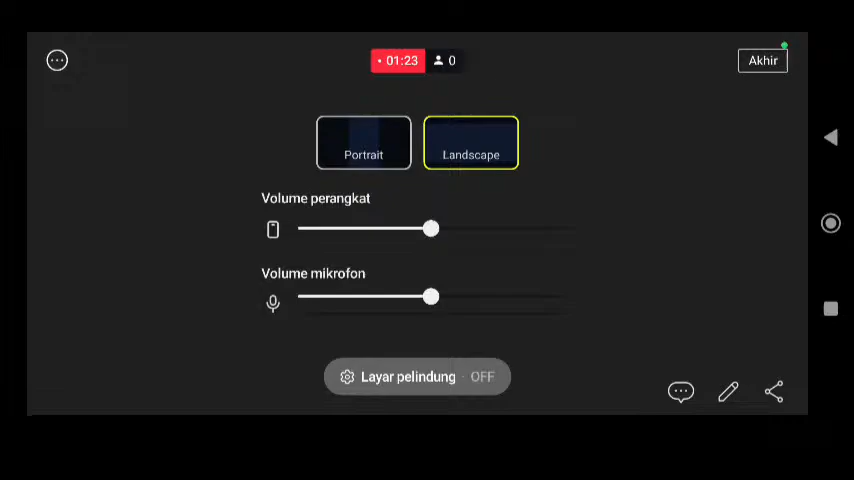 01:23 0
Akhir
Portrait
Landscape
Volume perangkat
Volume mikrofon
Layar pelindung · OFF